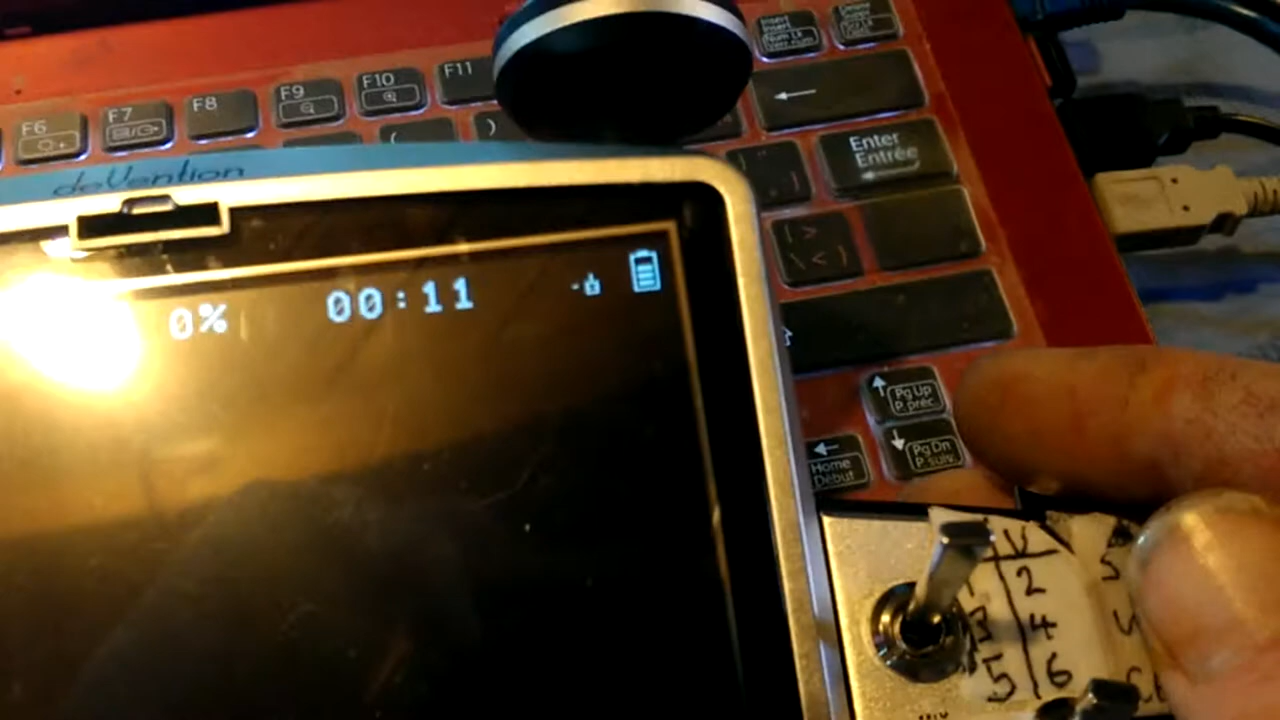 Insert
Delete
F6
F7
F8
F9
F10
F11
( )
Enter
Entrée
deVention
0% 00:11
Pg Up
P. préc.
Pg Dn
P. suiv.
Home
Début
2
3 4
5 6